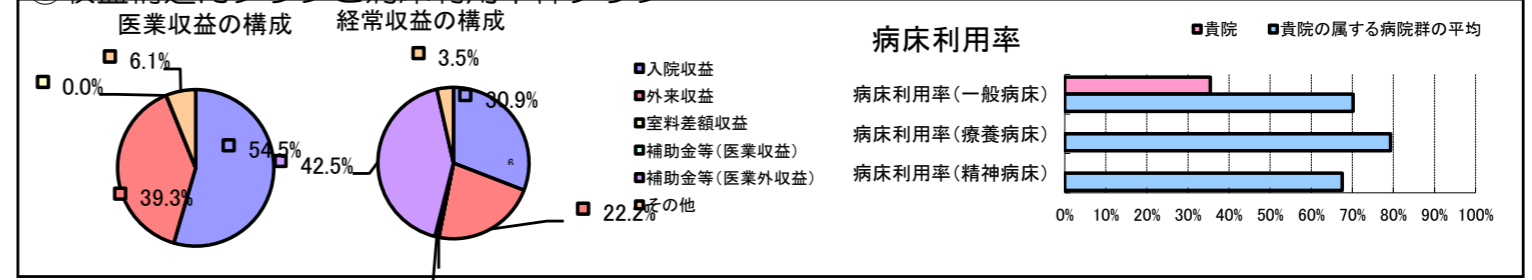 医業収益の構成
経常収益の構成
6.1%
0.0%
54.5%
39.3%
3.5%
30.9%
6
42.5%
22.2%
入院収益
外来収益
室料差額収益
補助金等(医業収益)
補助金等(医業外収益)
その他
病床利用率
貴院
貴院の属する病院群の平均
病床利用率(一般病床)
病床利用率(療養病床)
病床利用率(精神病床)
0% 10% 20% 30% 40% 50% 60% 70% 80% 90% 100%